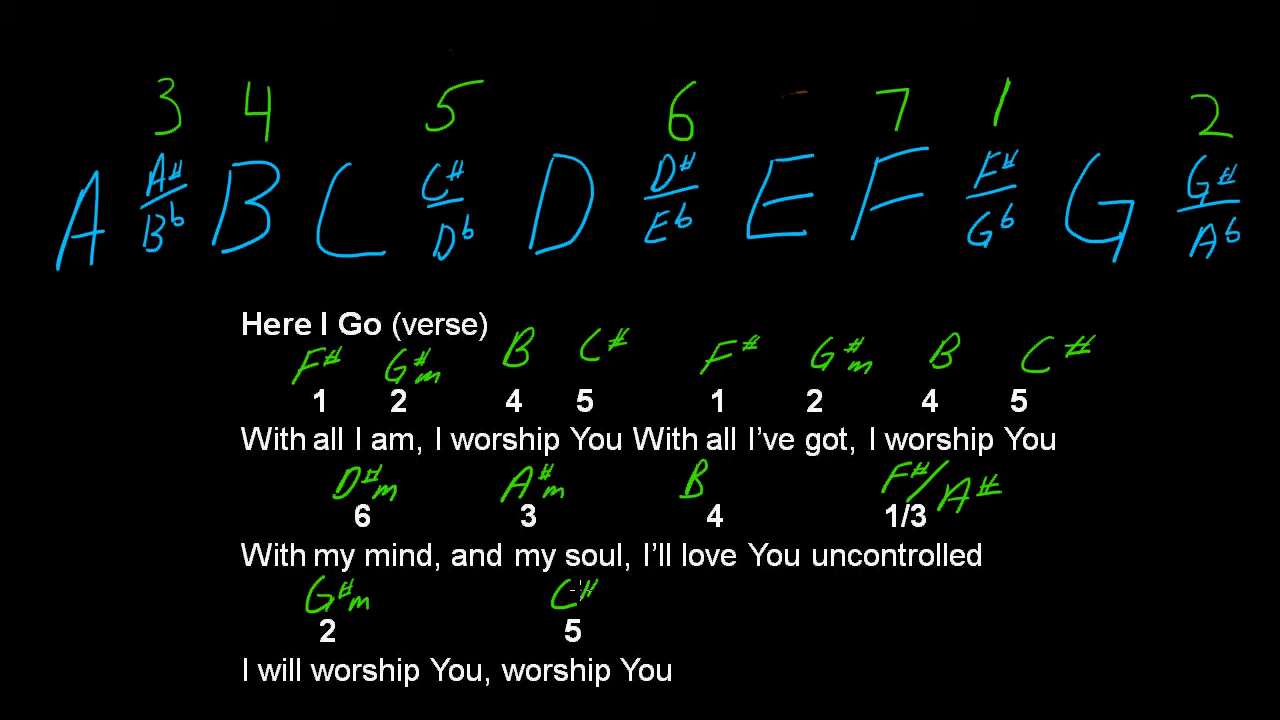 3 4 5 6 7 1 2
A A#/Bb B C C#/Db D D#/Eb E F F#/Gb G G#/Ab
Here I Go (verse)
F# G#m B C# F# G#m B C#
1 2 4 5 1 2 4 5
With all I am, I worship You With all I’ve got, I worship You
D#m A#m B F#/A#
6 3 4 1/3
With my mind, and my soul, I’ll love You uncontrolled
G#m C#
2 5
I will worship You, worship You